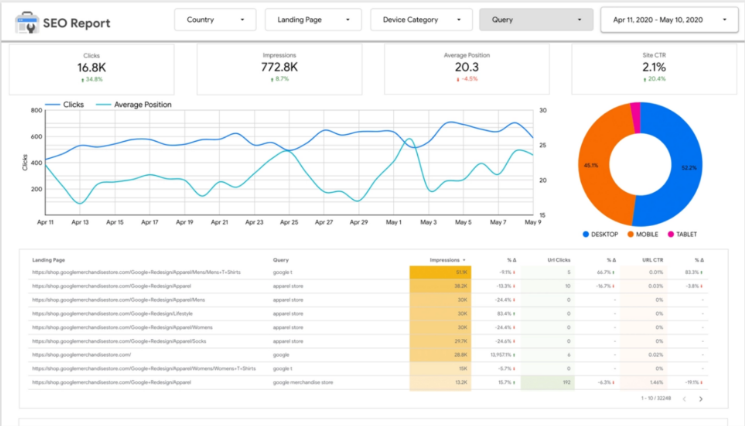 SEO Report
Country
Landing Page
Device Category
Query
Apr 11, 2020 - May 10, 2020
Clicks
16.8K
34.8%
Impressions
772.8K
8.7%
Average Position
20.3
-4.5%
Site CTR
2.1%
20.4%
Clicks Average Position
800
600
400
200
Clicks
30
25
20
15
Apr 11 Apr 13 Apr 15 Apr 17 Apr 19 Apr 21 Apr 23 Apr 25 Apr 27 Apr 29 May 1 May 3 May 5 May 7 May 9
45.1%
52.2%
DESKTOP MOBILE TABLET
Landing Page Query Impressions % Δ Url Clicks % Δ URL CTR % Δ
https://shop.googlemerchandisestore.com/Google+Redesign/Apparel/Mens/Mens+T+Shirts google t -9.1% 5 66.7% 0.01% 83.3%
https://shop.googlemerchandisestore.com/Google+Redesign/Apparel apparel store 38.2K -13.3% 10 -16.7% 0.03% -3.8%
https://shop.googlemerchandisestore.com/Google+Redesign/Apparel/Mens apparel store 30K -24.4% 0 - 0% -
https://shop.googlemerchandisestore.com/Google+Redesign/Lifestyle apparel store 30K 83.4% 0 - 0% -
https://shop.googlemerchandisestore.com/Google+Redesign/Apparel/Womens apparel store 30K -24.4% 0 - 0% -
https://shop.googlemerchandisestore.com/Google+Redesign/Apparel/Socks apparel store 29.7K -24.6% 0 - 0% -
https://shop.googlemerchandisestore.com/ google 28.8K 6 - 0.02% -
https://shop.googlemerchandisestore.com/Google+Redesign/Apparel/Womens/Womens+T+Shirts google t 15K -5.7% 0 - 0% -
https://shop.googlemerchandisestore.com/Google+Redesign/Apparel google merchandise store 13.2K 15.7% 192 -6.3% 1.46% -19.1%
1 - 10 / 32248